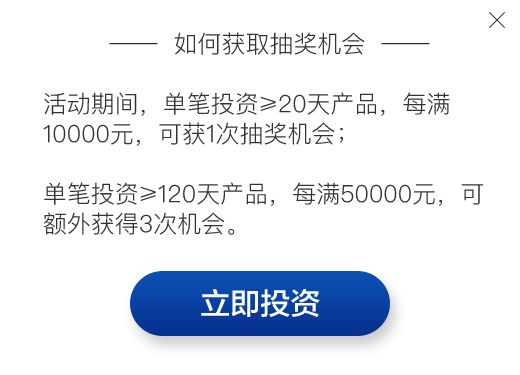 如何获取抽奖机会
活动期间，单笔投资≥20天产品，每满
10000元，可获1次抽奖机会；
单笔投资≥120天产品，每满50000元，可
额外获得3次机会。
立即投资